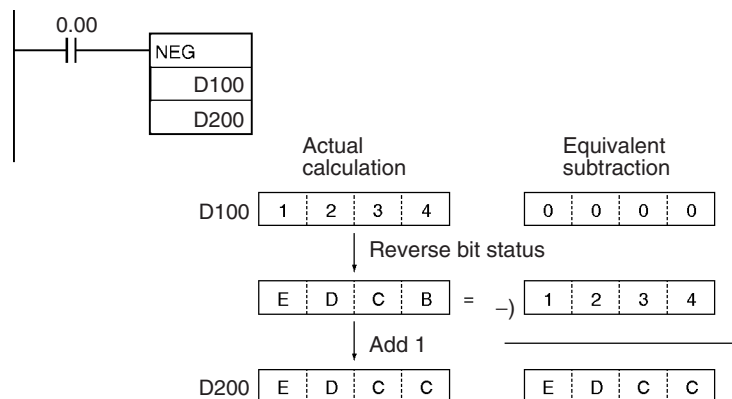 0.00
NEG
D100
D200
Actual calculation
Equivalent subtraction
D100 1 2 3 4 0 0 0 0
Reverse bit status
E D C B = –) 1 2 3 4
Add 1
D200 E D C C E D C C